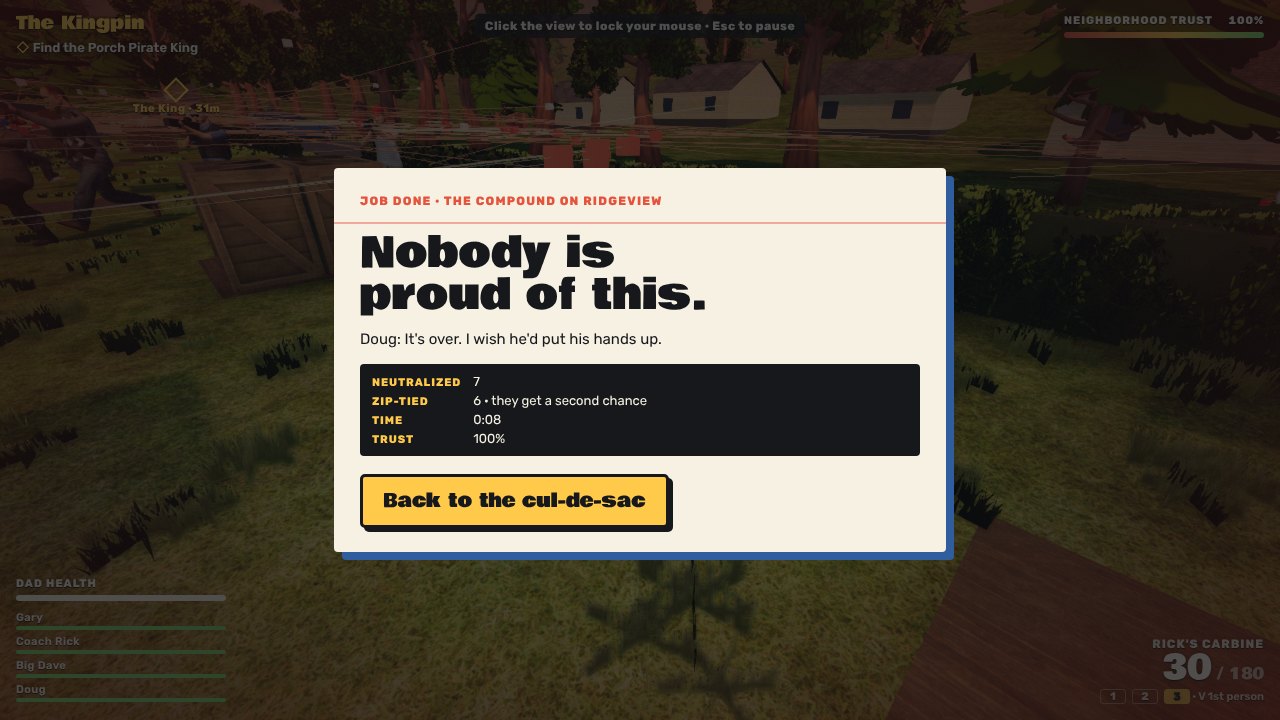 The Kingpin
Find the Porch Pirate King
The King · 31m
Click the view to lock your mouse · Esc to pause
NEIGHBORHOOD TRUST 100%
JOB DONE · THE COMPOUND ON RIDGEVIEW
Nobody is
proud of this.
Doug: It's over. I wish he'd put his hands up.
NEUTRALIZED 7
ZIP-TIED 6 · they get a second chance
TIME 0:08
TRUST 100%
Back to the cul-de-sac
DAD HEALTH
Gary
Coach Rick
Big Dave
Doug
RICK'S CARBINE
30 / 180
1 2 3 · V 1st person